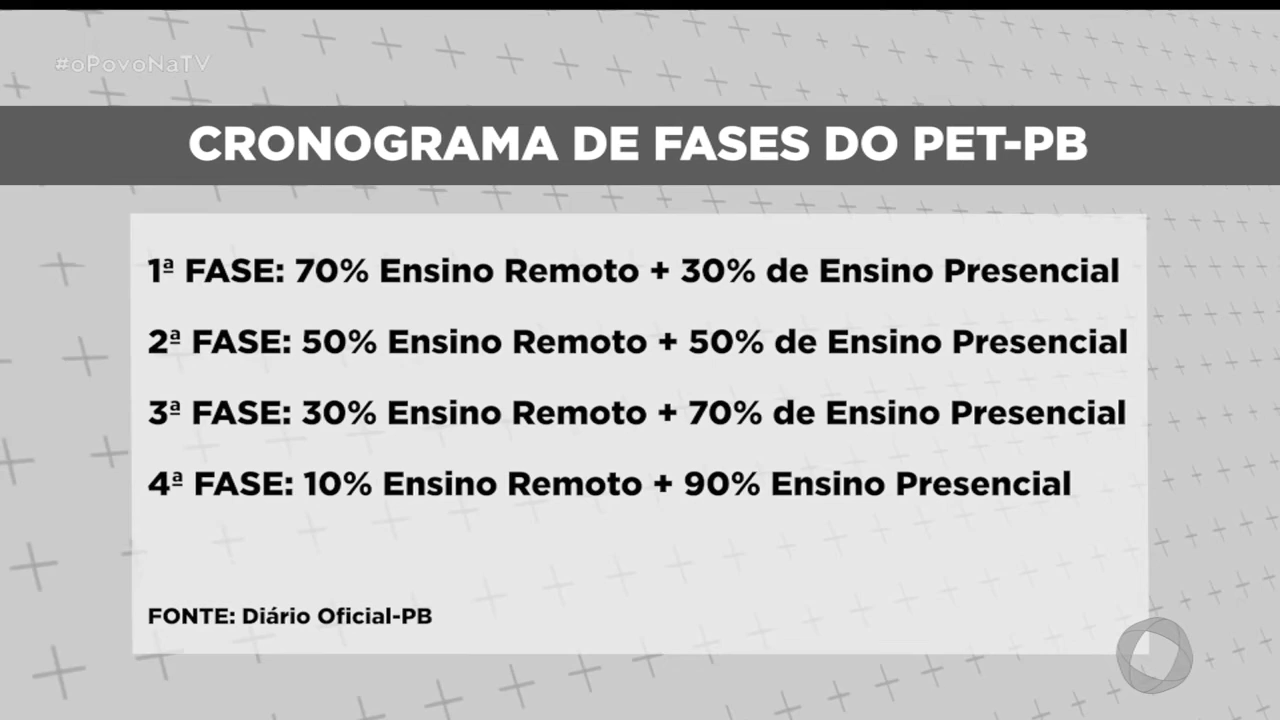 #oPovoNaTV
CRONOGRAMA DE FASES DO PET-PB
1ª FASE: 70% Ensino Remoto + 30% de Ensino Presencial
2ª FASE: 50% Ensino Remoto + 50% de Ensino Presencial
3ª FASE: 30% Ensino Remoto + 70% de Ensino Presencial
4ª FASE: 10% Ensino Remoto + 90% Ensino Presencial
FONTE: Diário Oficial-PB